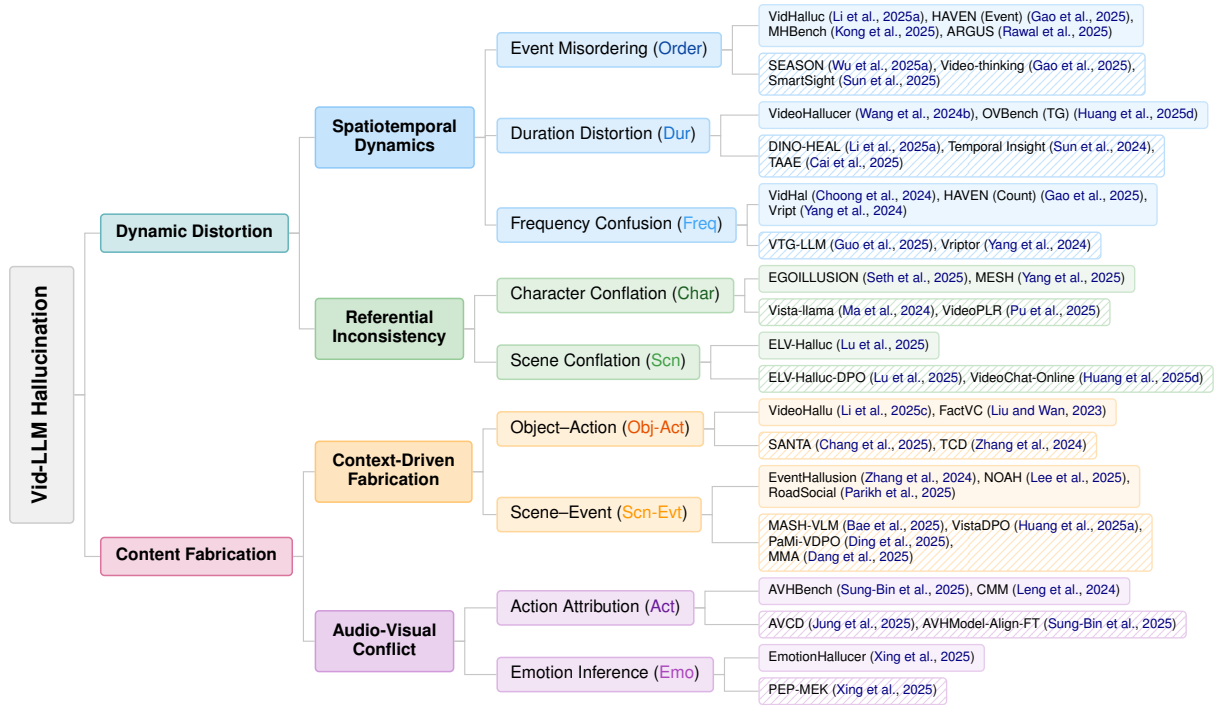 Vid-LLM Hallucination
Dynamic Distortion
Spatiotemporal
Dynamics
Event Misordering (Order)
VidHalluc (Li et al., 2025a), HAVEN (Event) (Gao et al., 2025),
MHBench (Kong et al., 2025), ARGUS (Rawal et al., 2025)
SEASON (Wu et al., 2025a), Video-thinking (Gao et al., 2025),
SmartSight (Sun et al., 2025)
Duration Distortion (Dur)
VideoHallucer (Wang et al., 2024b), OVBench (TG) (Huang et al., 2025d)
DINO-HEAL (Li et al., 2025a), Temporal Insight (Sun et al., 2024),
TAAE (Cai et al., 2025)
Frequency Confusion (Freq)
VidHal (Choong et al., 2024), HAVEN (Count) (Gao et al., 2025),
Vript (Yang et al., 2024)
VTG-LLM (Guo et al., 2025), Vriptor (Yang et al., 2024)
Referential
Inconsistency
Character Conflation (Char)
EGOILLUSION (Seth et al., 2025), MESH (Yang et al., 2025)
Vista-llama (Ma et al., 2024), VideoPLR (Pu et al., 2025)
Scene Conflation (Scn)
ELV-Halluc (Lu et al., 2025)
ELV-Halluc-DPO (Lu et al., 2025), VideoChat-Online (Huang et al., 2025d)
Content Fabrication
Context-Driven
Fabrication
Object–Action (Obj-Act)
VideoHallu (Li et al., 2025c), FactVC (Liu and Wan, 2023)
SANTA (Chang et al., 2025), TCD (Zhang et al., 2024)
Scene–Event (Scn-Evt)
EventHallusion (Zhang et al., 2024), NOAH (Lee et al., 2025),
RoadSocial (Parikh et al., 2025)
MASH-VLM (Bae et al., 2025), VistaDPO (Huang et al., 2025a),
PaMi-VDPO (Ding et al., 2025),
MMA (Dang et al., 2025)
Audio-Visual
Conflict
Action Attribution (Act)
AVHBench (Sung-Bin et al., 2025), CMM (Leng et al., 2024)
AVCD (Jung et al., 2025), AVHModel-Align-FT (Sung-Bin et al., 2025)
Emotion Inference (Emo)
EmotionHallucer (Xing et al., 2025)
PEP-MEK (Xing et al., 2025)